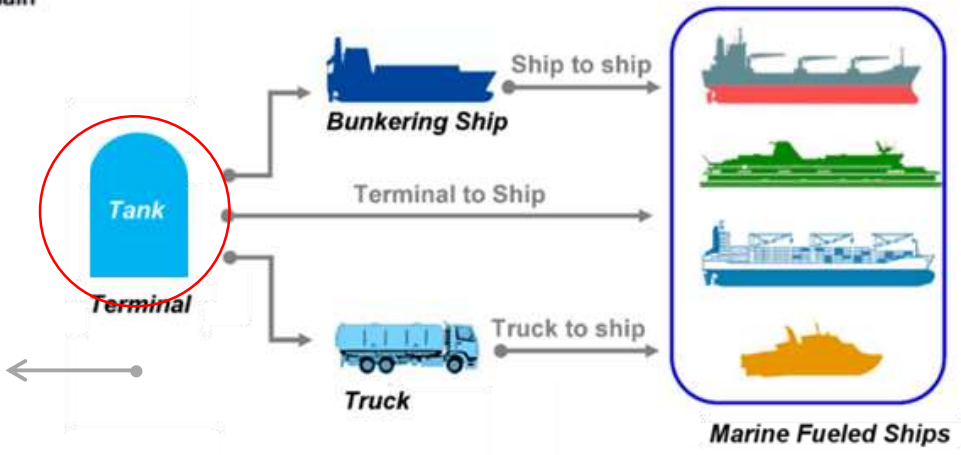 Ship to ship
Bunkering Ship
Tank
Terminal to Ship
Terminal
Truck to ship
Truck
Marine Fueled Ships